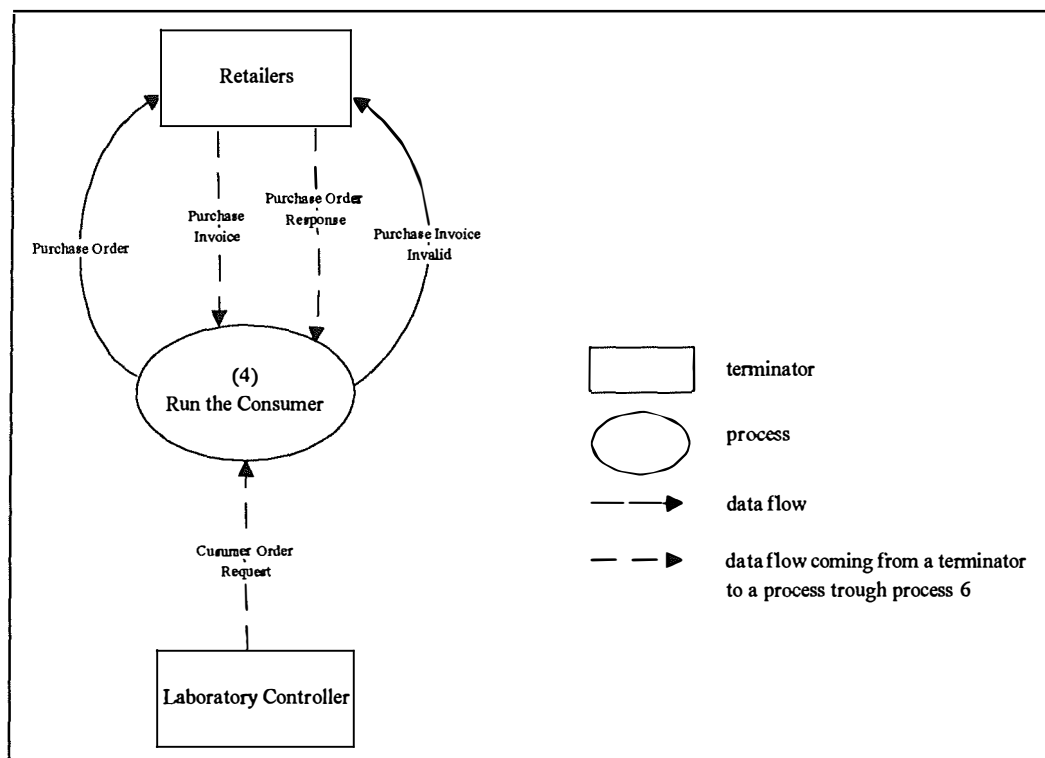 Retailers
Purchase Order
Purchase
Invoice
Purchase Order
Response
Purchase Invoice
Invalid
(4)
Run the Consumer
Cusumer Order
Request
Laboratory Controller
terminator
process
data flow
data flow coming from a terminator
to a process trough process 6